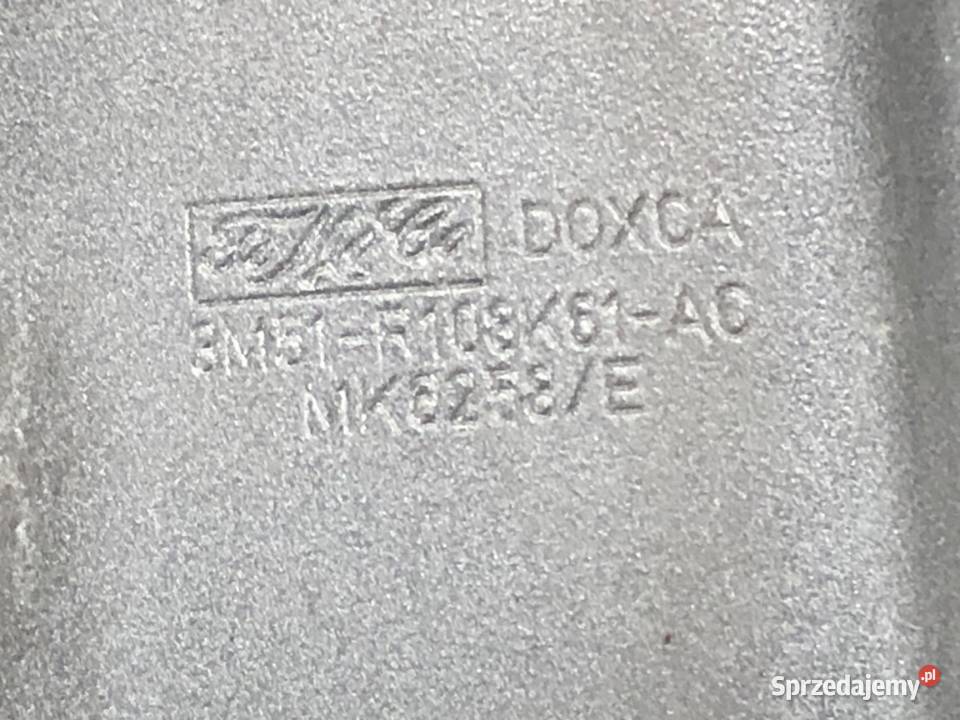 DOXCA
3M51-R108K61-AC
MK6258/E
Sprzedajemy.pl